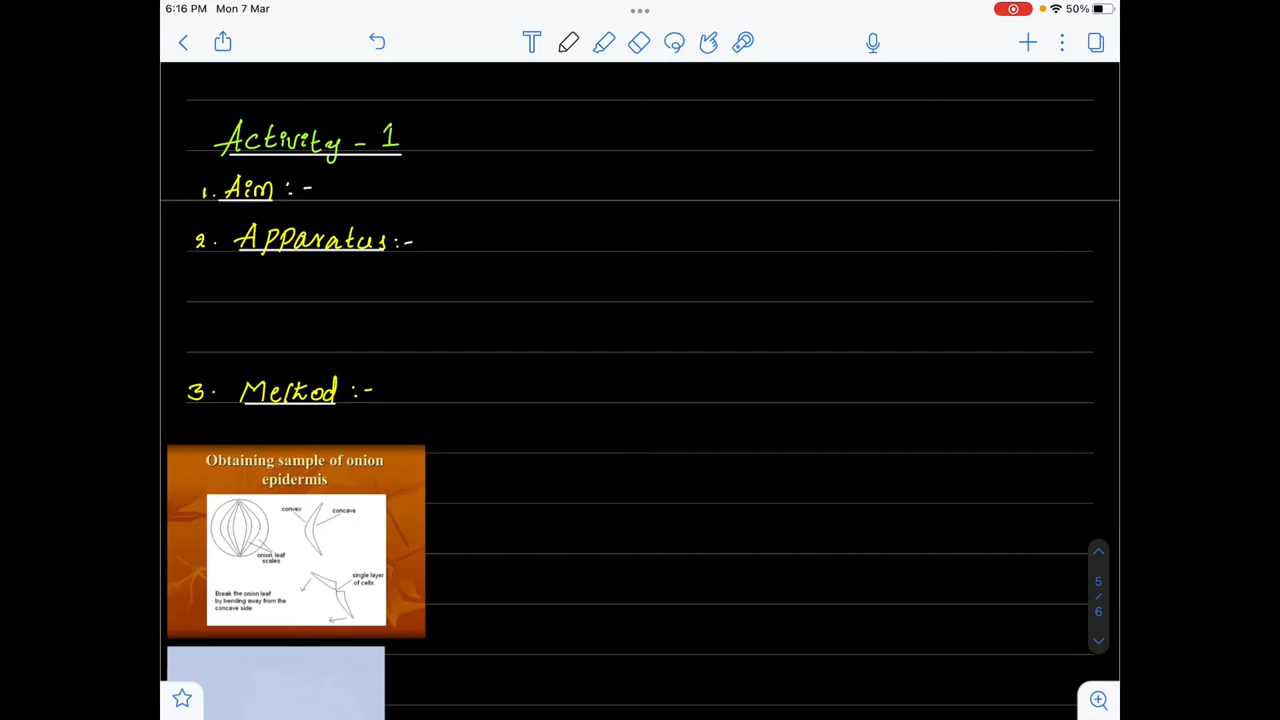 6:16 PM Mon 7 Mar
50%
T
Activity - 1
1. Aim :-
2. Apparatus :-
3. Method :-
Obtaining sample of onion
epidermis
convex
concave
onion leaf
scales
single layer
of cells
Break the onion leaf
by bending away from the
concave side
5
/
6